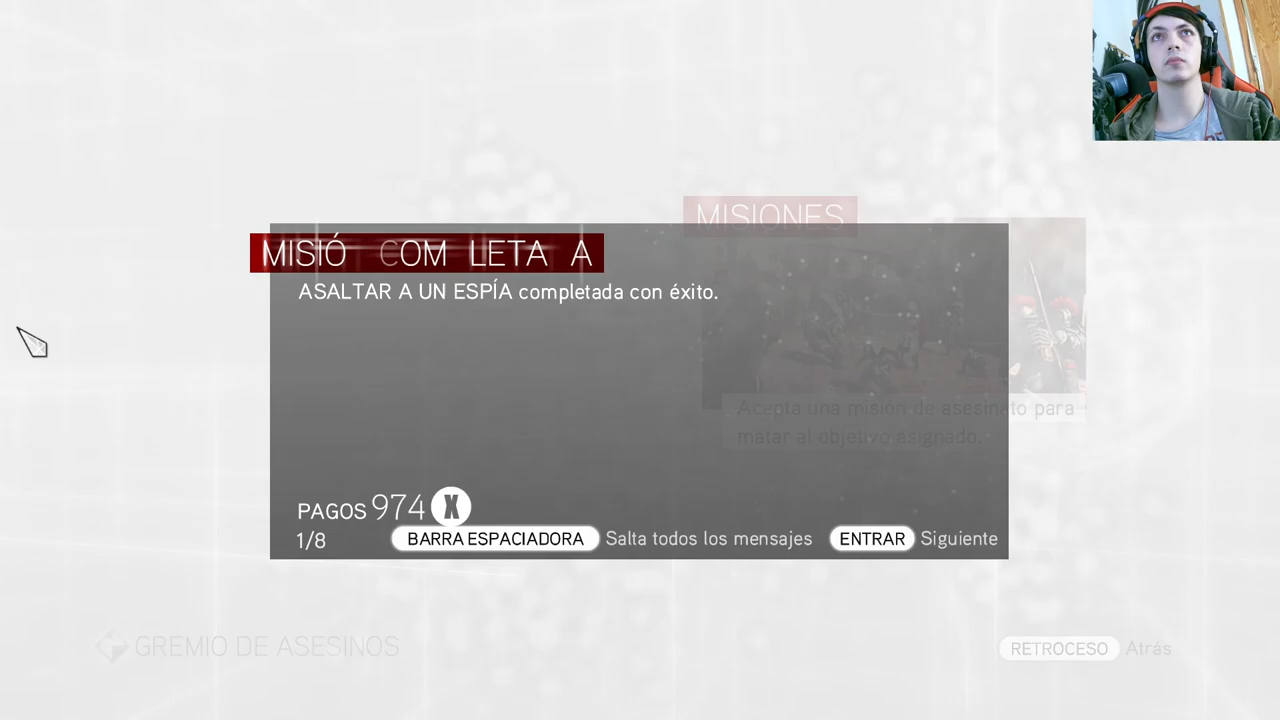 MISIONES
MISIÓ COM LETA A
ASALTAR A UN ESPÍA completada con éxito.
Acepta una misión de asesinato para
matar al objetivo asignado.
PAGOS 974 X
1/8 BARRA ESPACIADORA Salta todos los mensajes ENTRAR Siguiente
GREMIO DE ASESINOS
RETROCESO Atrás